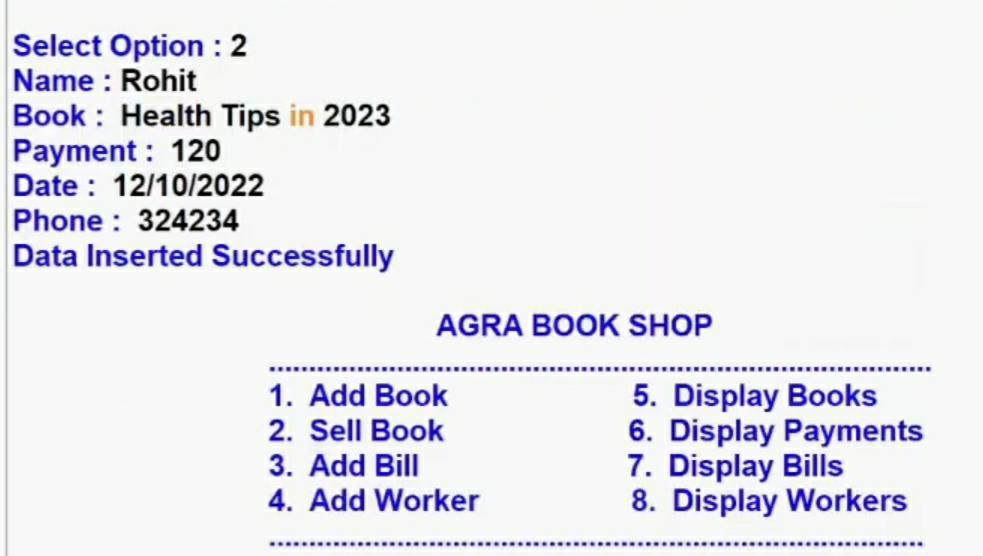 Select Option : 2
Name : Rohit
Book :  Health Tips in 2023
Payment :  120
Date :  12/10/2022
Phone :  324234
Data Inserted Successfully
AGRA BOOK SHOP
....................................................................................
1.  Add Book 5.  Display Books
2.  Sell Book 6.  Display Payments
3.  Add Bill 7.  Display Bills
4.  Add Worker 8.  Display Workers
...................................................................................